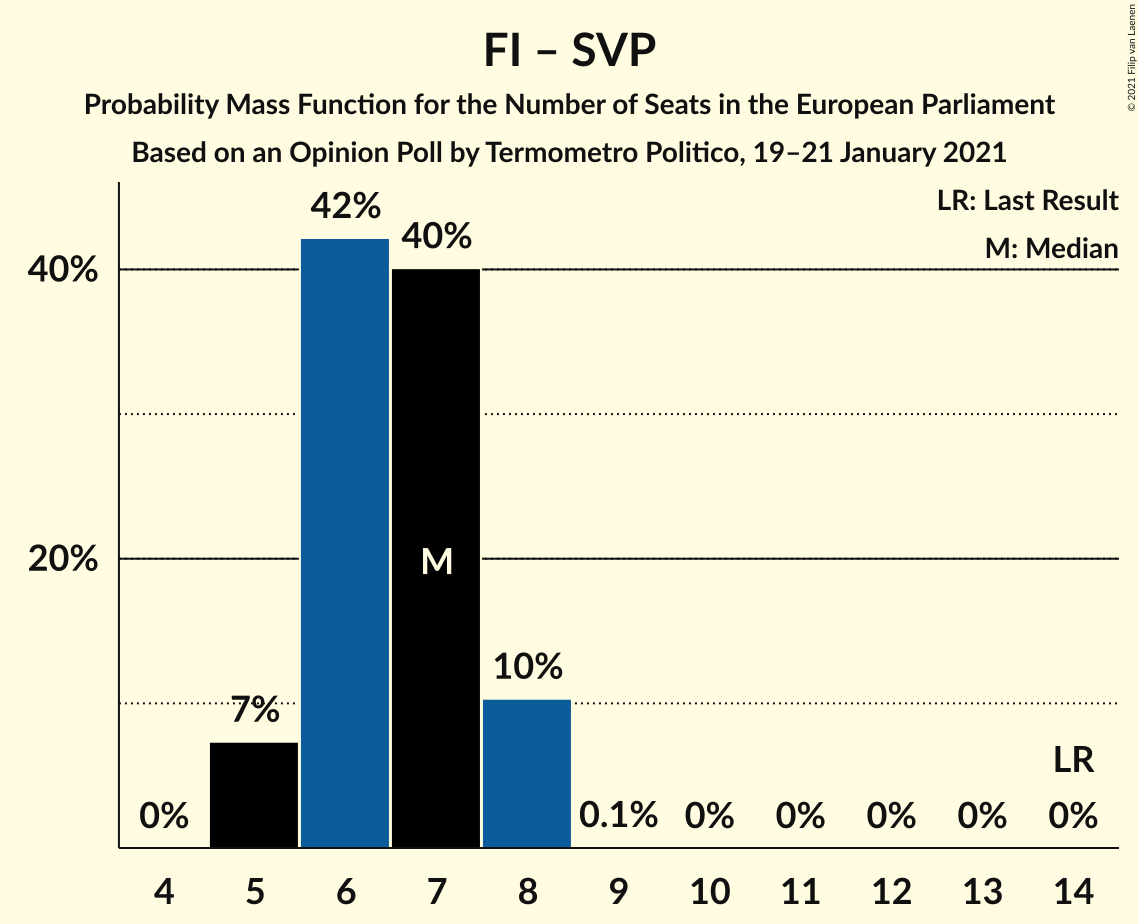 FI – SVP
Probability Mass Function for the Number of Seats in the European Parliament
Based on an Opinion Poll by Termometro Politico, 19–21 January 2021
© 2021 Filip van Laenen
LR: Last Result
M: Median
42%
40%
40%
20%
M
10%
7%
LR
0%
0.1%
0%
0%
0%
0%
0%
4 5 6 7 8 9 10 11 12 13 14